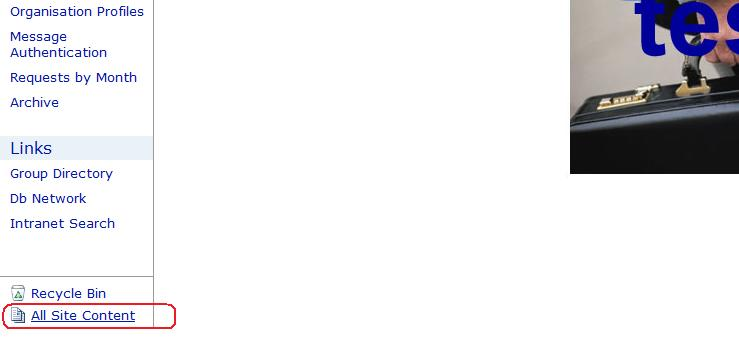 Organisation Profiles
Message
Authentication
Requests by Month
Archive
Links
Group Directory
Db Network
Intranet Search
Recycle Bin
All Site Content
tes